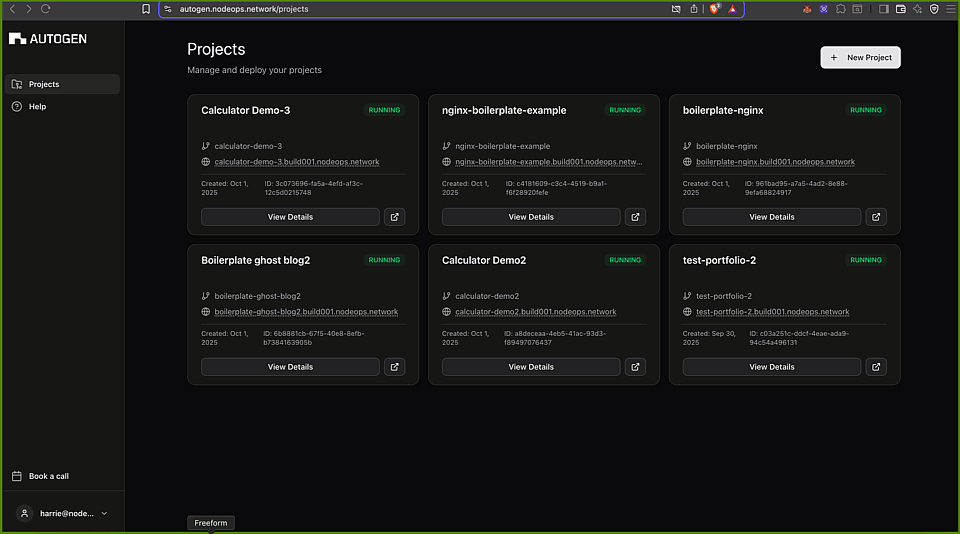 autogen.nodeops.network/projects
AUTOGEN
Projects
Help
Projects
Manage and deploy your projects
+ New Project
Calculator Demo-3 RUNNING
calculator-demo-3
calculator-demo-3.build001.nodeops.network
Created: Oct 1, 2025
ID: 3c073696-fa5a-4efd-af3c-12c5d0215748
View Details
nginx-boilerplate-example RUNNING
nginx-boilerplate-example
nginx-boilerplate-example.build001.nodeops.netw...
Created: Oct 1, 2025
ID: c4181609-c3c4-4519-b9a1-f6f28920fefe
View Details
boilerplate-nginx RUNNING
boilerplate-nginx
boilerplate-nginx.build001.nodeops.network
Created: Oct 1, 2025
ID: 961bad95-a7a5-4ad2-8e88-9efa68824917
View Details
Boilerplate ghost blog2 RUNNING
boilerplate-ghost-blog2
boilerplate-ghost-blog2.build001.nodeops.network
Created: Oct 1, 2025
ID: 6b8881cb-67f5-40e8-8efb-b7384163905b
View Details
Calculator Demo2 RUNNING
calculator-demo2
calculator-demo2.build001.nodeops.network
Created: Oct 1, 2025
ID: a8deceaa-4eb5-41ac-93d3-f89497076437
View Details
test-portfolio-2 RUNNING
test-portfolio-2
test-portfolio-2.build001.nodeops.network
Created: Sep 30, 2025
ID: c03a251c-ddcf-4eae-ada9-94c54a496131
View Details
Book a call
harrie@node...
Freeform